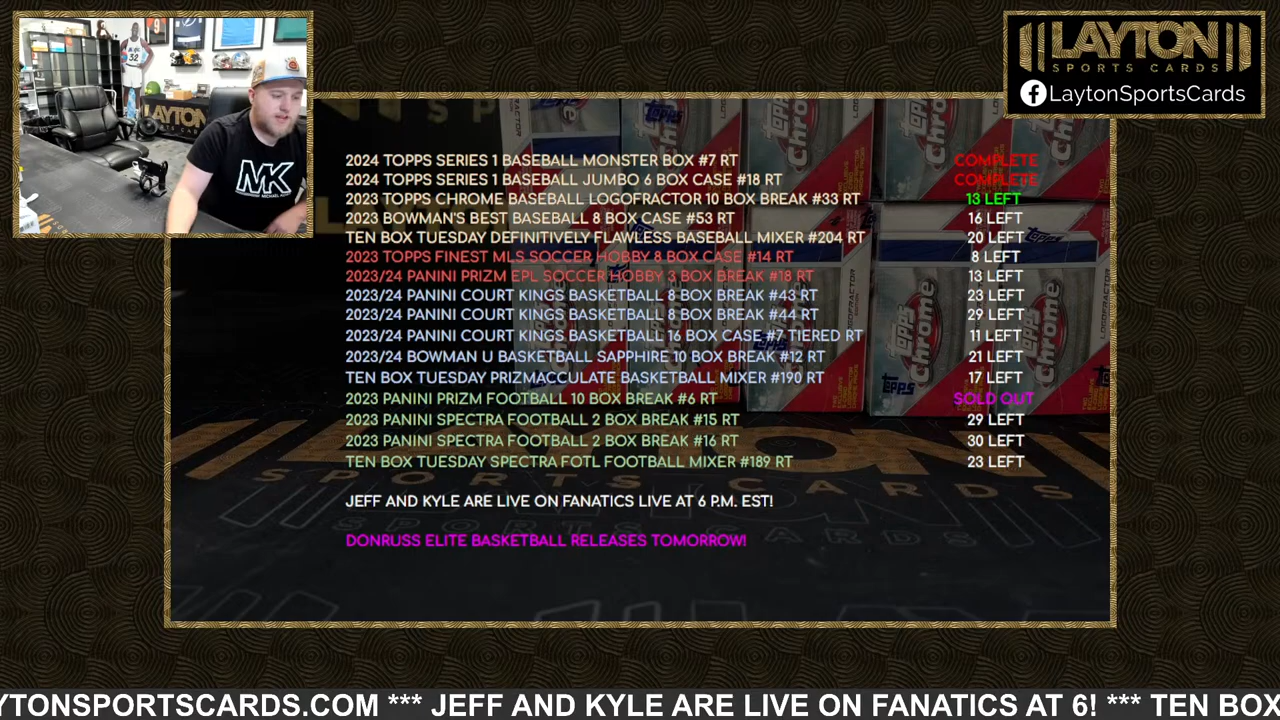 LAYTON
SPORTS CARDS
LaytonSportsCards
32
MK
2024 TOPPS SERIES 1 BASEBALL MONSTER BOX #7 RT COMPLETE
2024 TOPPS SERIES 1 BASEBALL JUMBO 6 BOX CASE #18 RT COMPLETE
2023 TOPPS CHROME BASEBALL LOGOFRACTOR 10 BOX BREAK #33 RT 13 LEFT
2023 BOWMAN'S BEST BASEBALL 8 BOX CASE #53 RT 16 LEFT
TEN BOX TUESDAY DEFINITIVELY FLAWLESS BASEBALL MIXER #204 RT 20 LEFT
2023 TOPPS FINEST MLS SOCCER HOBBY 8 BOX CASE #14 RT 8 LEFT
2023/24 PANINI PRIZM EPL SOCCER HOBBY 3 BOX BREAK #18 RT 13 LEFT
2023/24 PANINI COURT KINGS BASKETBALL 8 BOX BREAK #43 RT 23 LEFT
2023/24 PANINI COURT KINGS BASKETBALL 8 BOX BREAK #44 RT 29 LEFT
2023/24 PANINI COURT KINGS BASKETBALL 16 BOX CASE #7 TIERED RT 11 LEFT
2023/24 BOWMAN U BASKETBALL SAPPHIRE 10 BOX BREAK #12 RT 21 LEFT
TEN BOX TUESDAY PRIZMACCULATE BASKETBALL MIXER #190 RT 17 LEFT
2023 PANINI PRIZM FOOTBALL 10 BOX BREAK #6 RT SOLD OUT
2023 PANINI SPECTRA FOOTBALL 2 BOX BREAK #15 RT 29 LEFT
2023 PANINI SPECTRA FOOTBALL 2 BOX BREAK #16 RT 30 LEFT
TEN BOX TUESDAY SPECTRA FOTL FOOTBALL MIXER #189 RT 23 LEFT
JEFF AND KYLE ARE LIVE ON FANATICS LIVE AT 6 P.M. EST!
DONRUSS ELITE BASKETBALL RELEASES TOMORROW!
YTONSPORTSCARDS.COM *** JEFF AND KYLE ARE LIVE ON FANATICS AT 6! *** TEN BOX